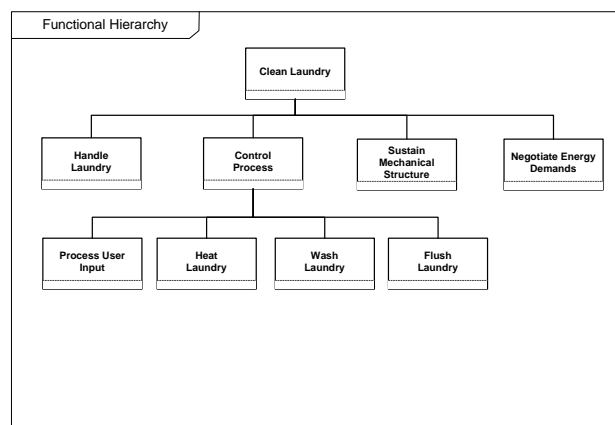 Functional Hierarchy
Clean Laundry
Handle
Laundry
Control
Process
Sustain
Mechanical
Structure
Negotiate Energy
Demands
Process User
Input
Heat
Laundry
Wash
Laundry
Flush
Laundry